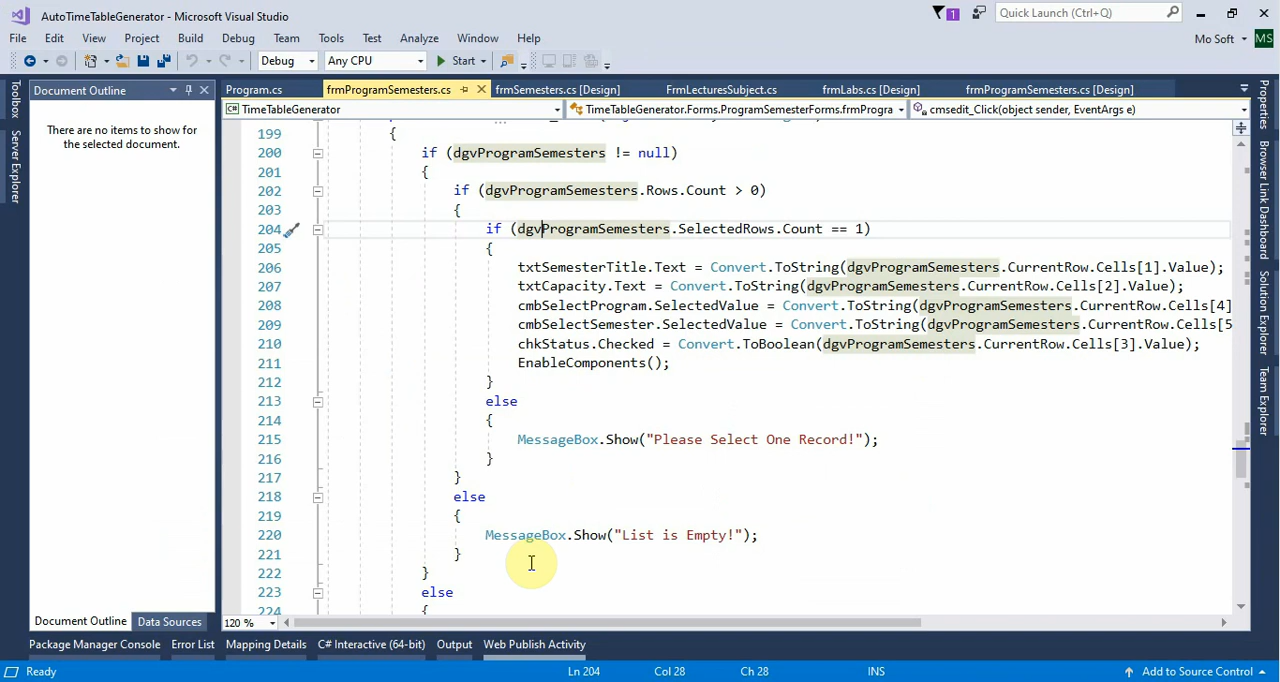 AutoTimeTableGenerator - Microsoft Visual Studio
1
Quick Launch (Ctrl+Q)
File Edit View Project Build Debug Team Tools Test Analyze Window Help
Mo Soft MS
Debug Any CPU Start
Document Outline
Program.cs frmProgramSemesters.cs frmSemesters.cs [Design] FrmLecturesSubject.cs frmLabs.cs [Design] frmProgramSemesters.cs [Design]
C# TimeTableGenerator TimeTableGenerator.Forms.ProgramSemesterForms.frmProgra cmsedit_Click(object sender, EventArgs e)
There are no items to show for
the selected document.
Toolbox
Server Explorer
199 {
200 if (dgvProgramSemesters != null)
201 {
202 if (dgvProgramSemesters.Rows.Count > 0)
203 {
204 if (dgvProgramSemesters.SelectedRows.Count == 1)
205 {
206 txtSemesterTitle.Text = Convert.ToString(dgvProgramSemesters.CurrentRow.Cells[1].Value);
207 txtCapacity.Text = Convert.ToString(dgvProgramSemesters.CurrentRow.Cells[2].Value);
208 cmbSelectProgram.SelectedValue = Convert.ToString(dgvProgramSemesters.CurrentRow.Cells[4]
209 cmbSelectSemester.SelectedValue = Convert.ToString(dgvProgramSemesters.CurrentRow.Cells[5
210 chkStatus.Checked = Convert.ToBoolean(dgvProgramSemesters.CurrentRow.Cells[3].Value);
211 EnableComponents();
212 }
213 else
214 {
215 MessageBox.Show("Please Select One Record!");
216 }
217 }
218 else
219 {
220 MessageBox.Show("List is Empty!");
221 }
222 }
223 else
224 {
Properties
Browser Link Dashboard
Solution Explorer
Team Explorer
Document Outline Data Sources
120 %
Package Manager Console Error List Mapping Details C# Interactive (64-bit) Output Web Publish Activity
Ready Ln 204 Col 28 Ch 28 INS Add to Source Control